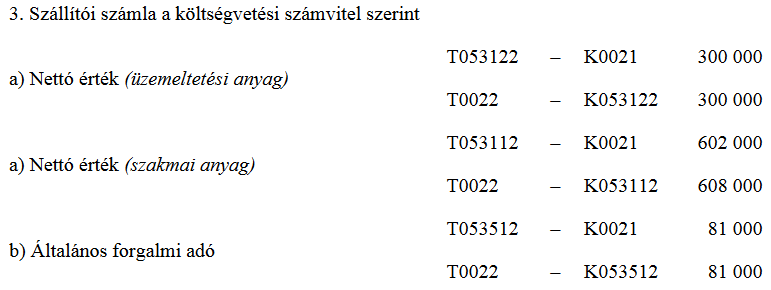 3. Szállítói számla a költségvetési számvitel szerint
a) Nettó érték (üzemeltetési anyag)
T053122 – K0021 300 000
T0022 – K053122 300 000
a) Nettó érték (szakmai anyag)
T053112 – K0021 602 000
T0022 – K053112 608 000
b) Általános forgalmi adó
T053512 – K0021 81 000
T0022 – K053512 81 000